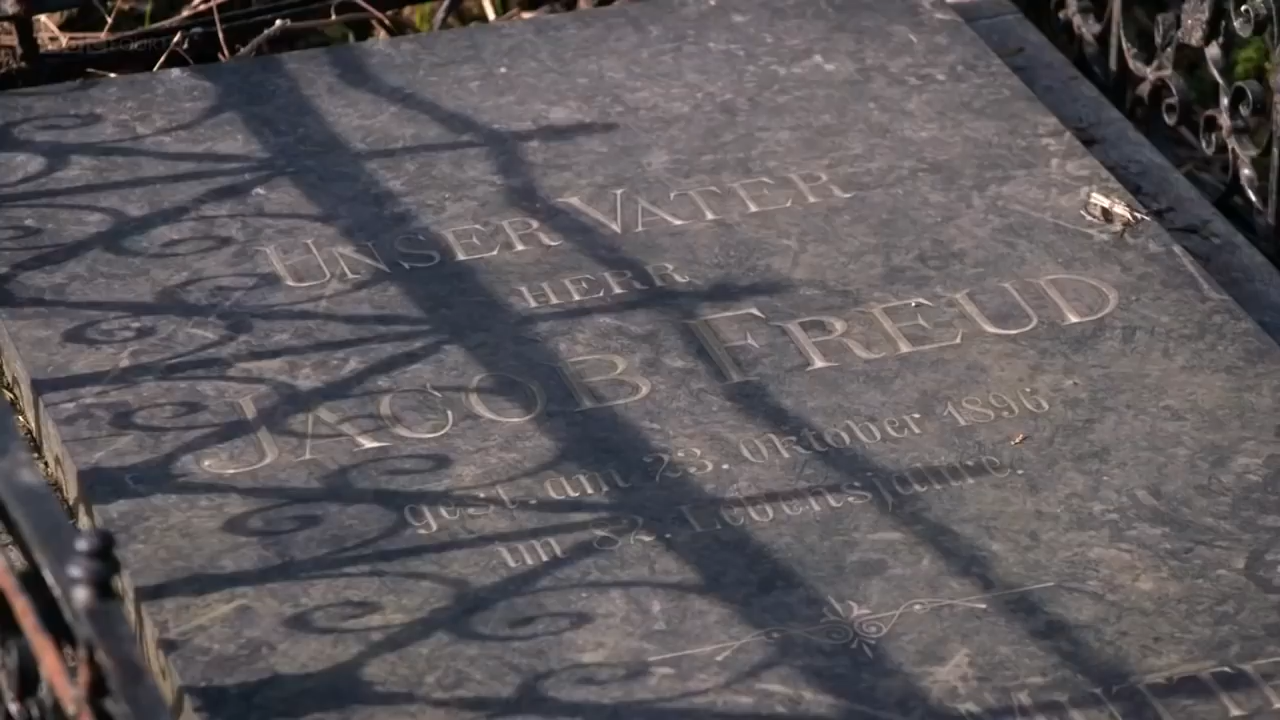 UNSER VATER
HERR
JACOB FREUD
gest. am 23. Oktober 1896
im 82. Lebensjahre.